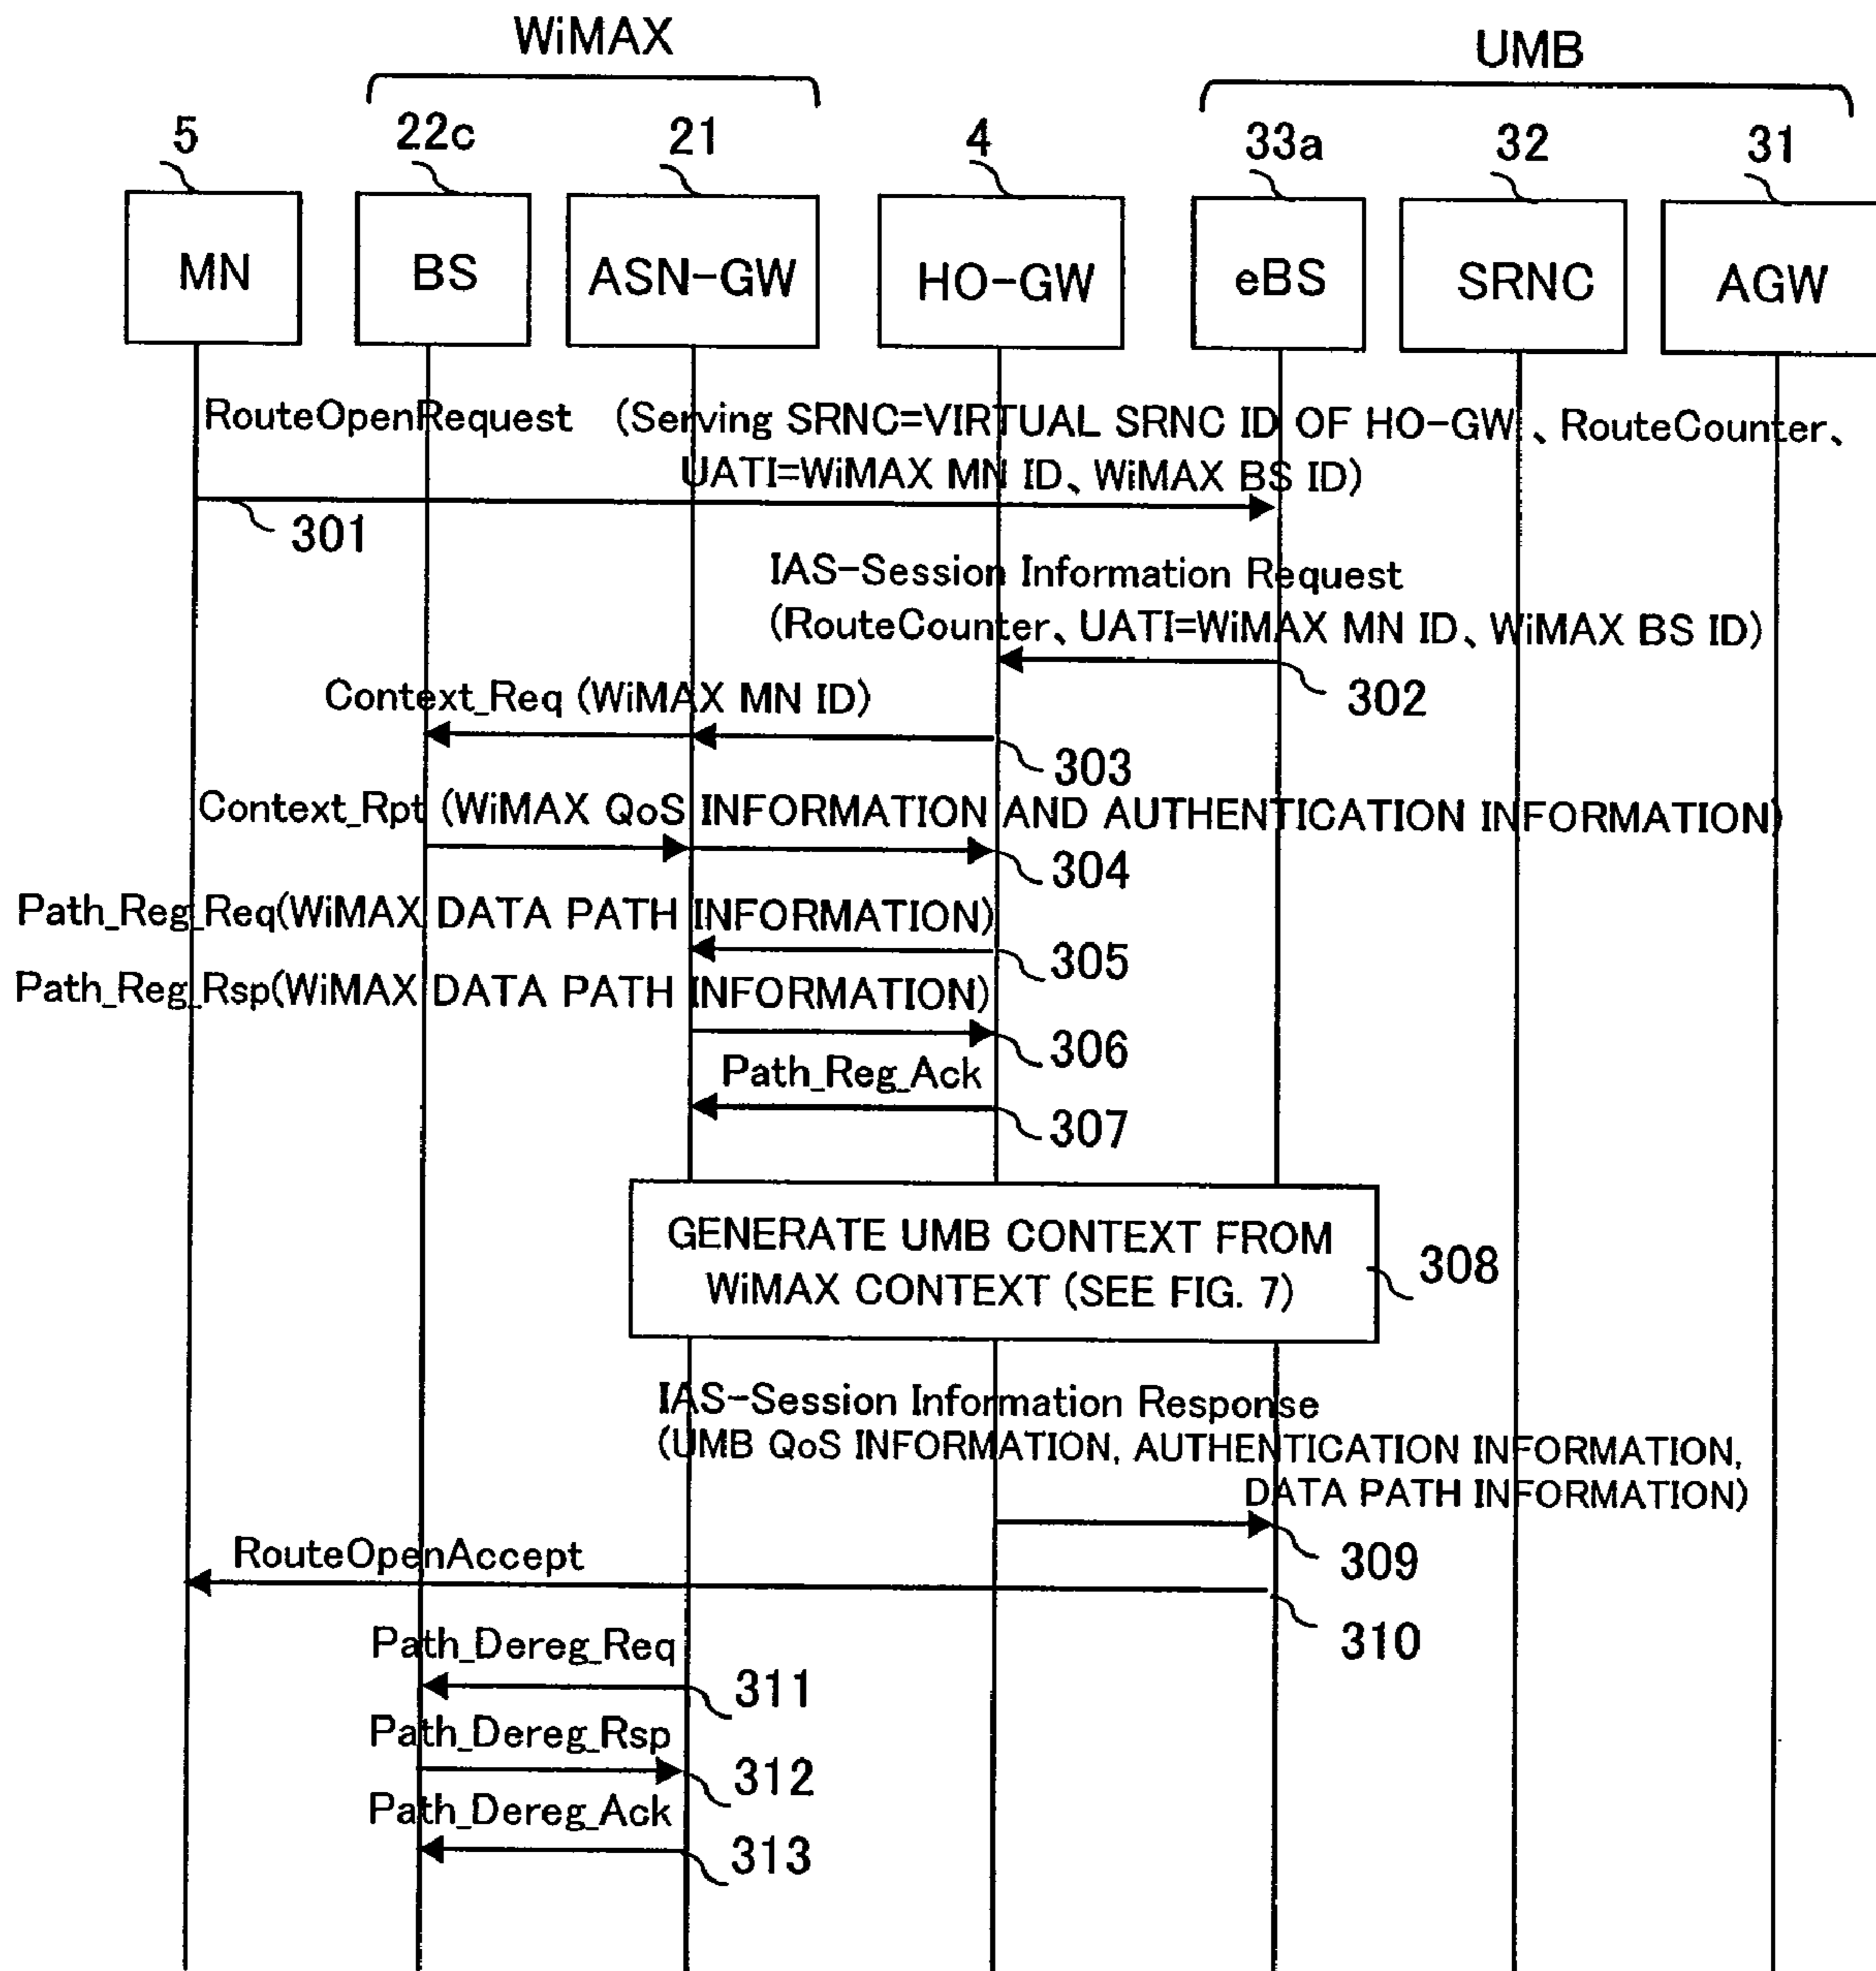 WiMAX
UMB
5
22c
21
4
33a
32
31
MN
BS
ASN-GW
HO-GW
eBS
SRNC
AGW
RouteOpenRequest (Serving SRNC=VIRTUAL SRNC ID OF HO-GW、RouteCounter、
UATI=WiMAX MN ID、WiMAX BS ID)
301
IAS-Session Information Request
(RouteCounter、UATI=WiMAX MN ID、WiMAX BS ID)
302
Context_Req (WiMAX MN ID)
303
Context_Rpt (WiMAX QoS INFORMATION AND AUTHENTICATION INFORMATION)
304
Path_Reg_Req(WiMAX DATA PATH INFORMATION)
305
Path_Reg_Rsp(WiMAX DATA PATH INFORMATION)
306
Path_Reg_Ack
307
GENERATE UMB CONTEXT FROM
WiMAX CONTEXT (SEE FIG. 7)
308
IAS-Session Information Response
(UMB QoS INFORMATION, AUTHENTICATION INFORMATION,
DATA PATH INFORMATION)
309
RouteOpenAccept
310
Path_Dereg_Req
311
Path_Dereg_Rsp
312
Path_Dereg_Ack
313